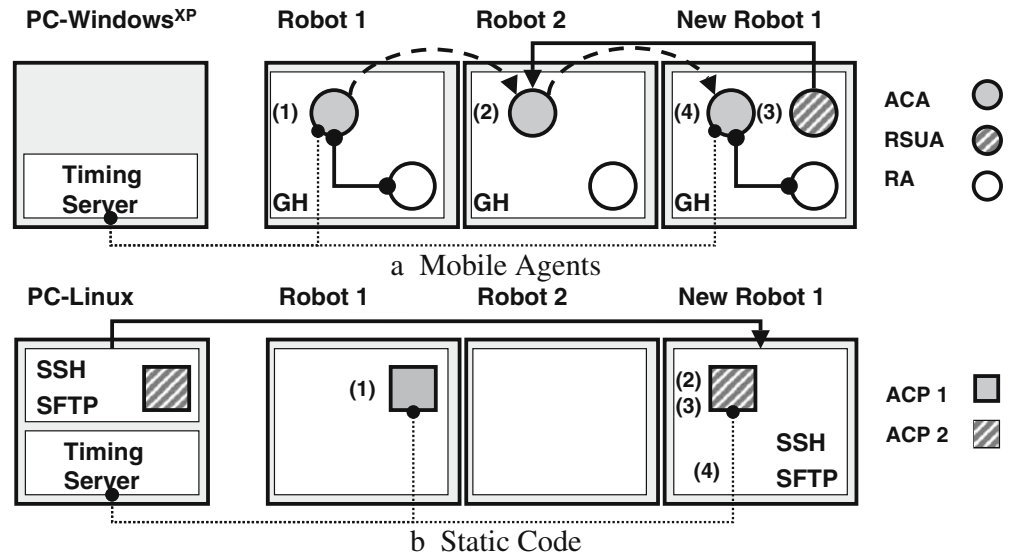 PC-WindowsXP
Robot 1
Robot 2
New Robot 1
(1)
(2)
(4)
(3)
ACA
RSUA
RA
Timing
Server
GH
GH
GH
a Mobile Agents
PC-Linux
Robot 1
Robot 2
New Robot 1
SSH
SFTP
(1)
(2)
(3)
ACP 1
ACP 2
Timing
Server
(4)
SSH
SFTP
b Static Code